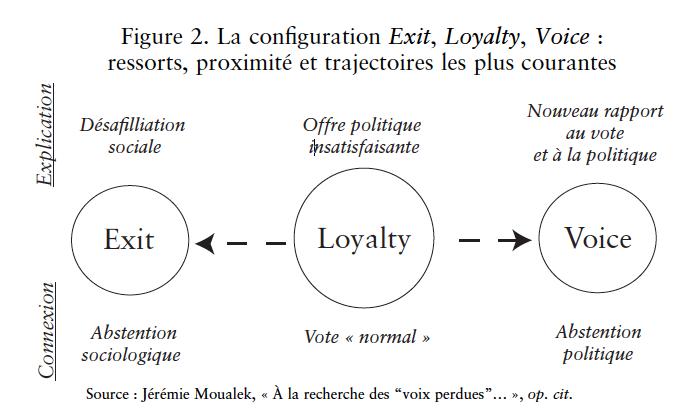 Figure 2. La configuration Exit, Loyalty, Voice :
ressorts, proximité et trajectoires les plus courantes
Explication
Désafilliation
sociale
Offre politique
insatisfaisante
Nouveau rapport
au vote
et à la politique
Exit
Loyalty
Voice
Connexion
Abstention
sociologique
Vote « normal »
Abstention
politique
Source : Jérémie Moualek, « À la recherche des “voix perdues”... », op. cit.